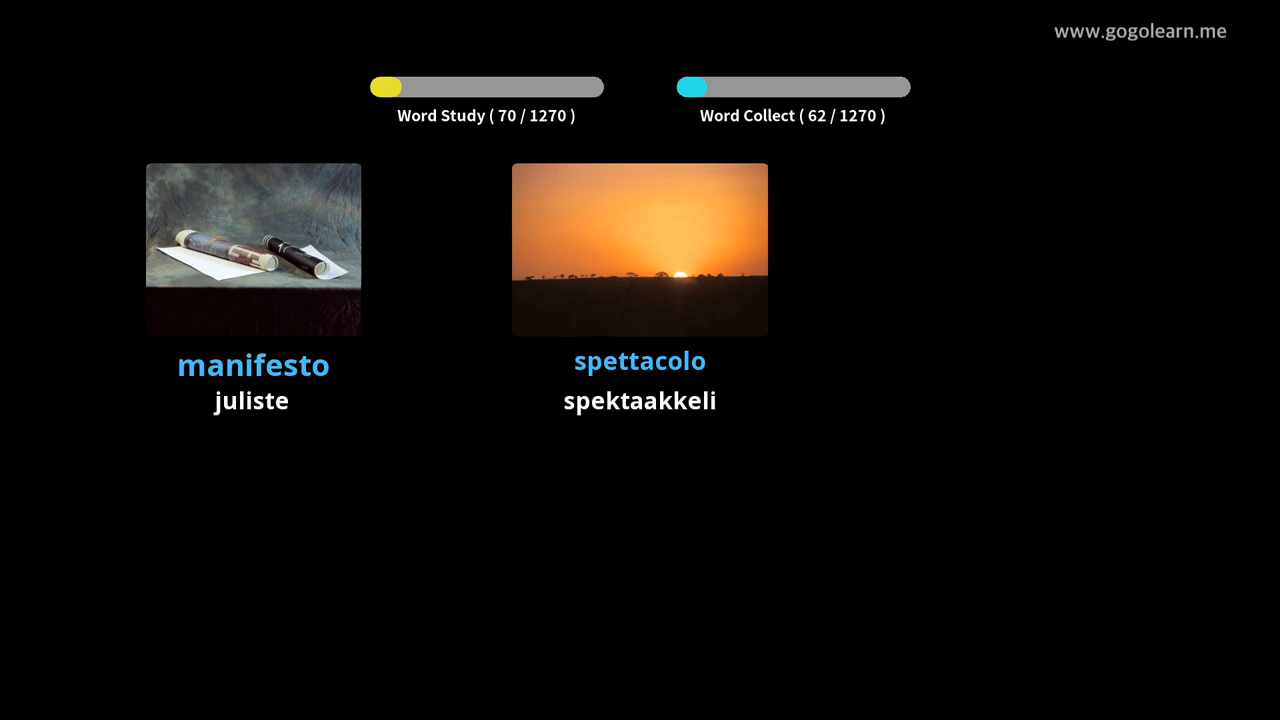 www.gogolearn.me
Word Study ( 70 / 1270 )
Word Collect ( 62 / 1270 )
manifesto
juliste
spettacolo
spektaakkeli